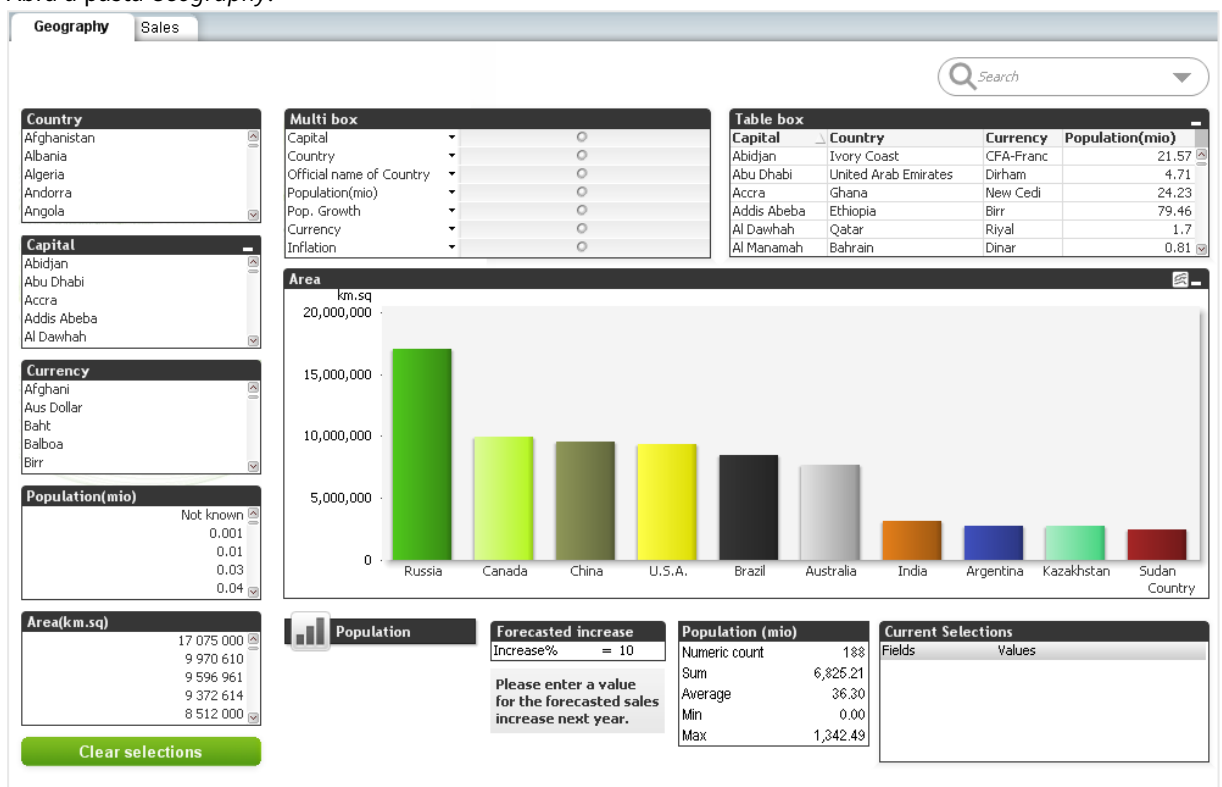 Abra a pasta Geography.
Geography
Sales
Search
Country
Afghanistan
Albania
Algeria
Andorra
Angola
Capital
Abidjan
Abu Dhabi
Accra
Addis Abeba
Al Dawhah
Currency
Afghani
Aus Dollar
Baht
Balboa
Birr
Population(mio)
Not known
0.001
0.01
0.03
0.04
Area(km.sq)
17 075 000
9 970 610
9 596 961
9 372 614
8 512 000
Clear selections
Multi box
Capital
Country
Official name of Country
Population(mio)
Pop. Growth
Currency
Inflation
Table box
Capital Country Currency Population(mio)
Abidjan Ivory Coast CFA-Franc 21.57
Abu Dhabi United Arab Emirates Dirham 4.71
Accra Ghana New Cedi 24.23
Addis Abeba Ethiopia Birr 79.46
Al Dawhah Qatar Riyal 1.7
Al Manamah Bahrain Dinar 0.81
Area
km.sq
20,000,000
15,000,000
10,000,000
5,000,000
0
Russia Canada China U.S.A. Brazil Australia India Argentina Kazakhstan Sudan
Country
Population
Forecasted increase
Increase% = 10
Please enter a value
for the forecasted sales
increase next year.
Population (mio)
Numeric count 188
Sum 6,825.21
Average 36.30
Min 0.00
Max 1,342.49
Current Selections
Fields Values